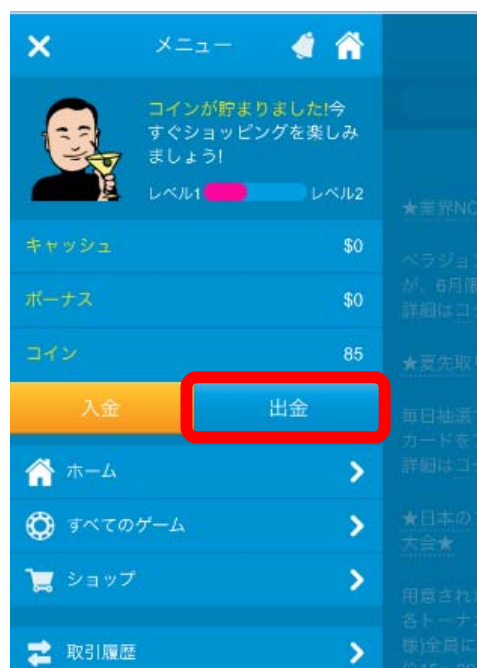 メニュー
コインが貯まりました!今
すぐショッピングを楽しみ
ましょう!
レベル1 レベル2
キャッシュ $0
ボーナス $0
コイン 85
入金 出金
ホーム
すべてのゲーム
ショップ
取引履歴
★業界NO
ベラジョン
が、6月限
詳細はコ
★夏先取り
毎日抽選で
カードを
詳細はコ
★日本の
大会★
用意され
各トーナ
様)全員に